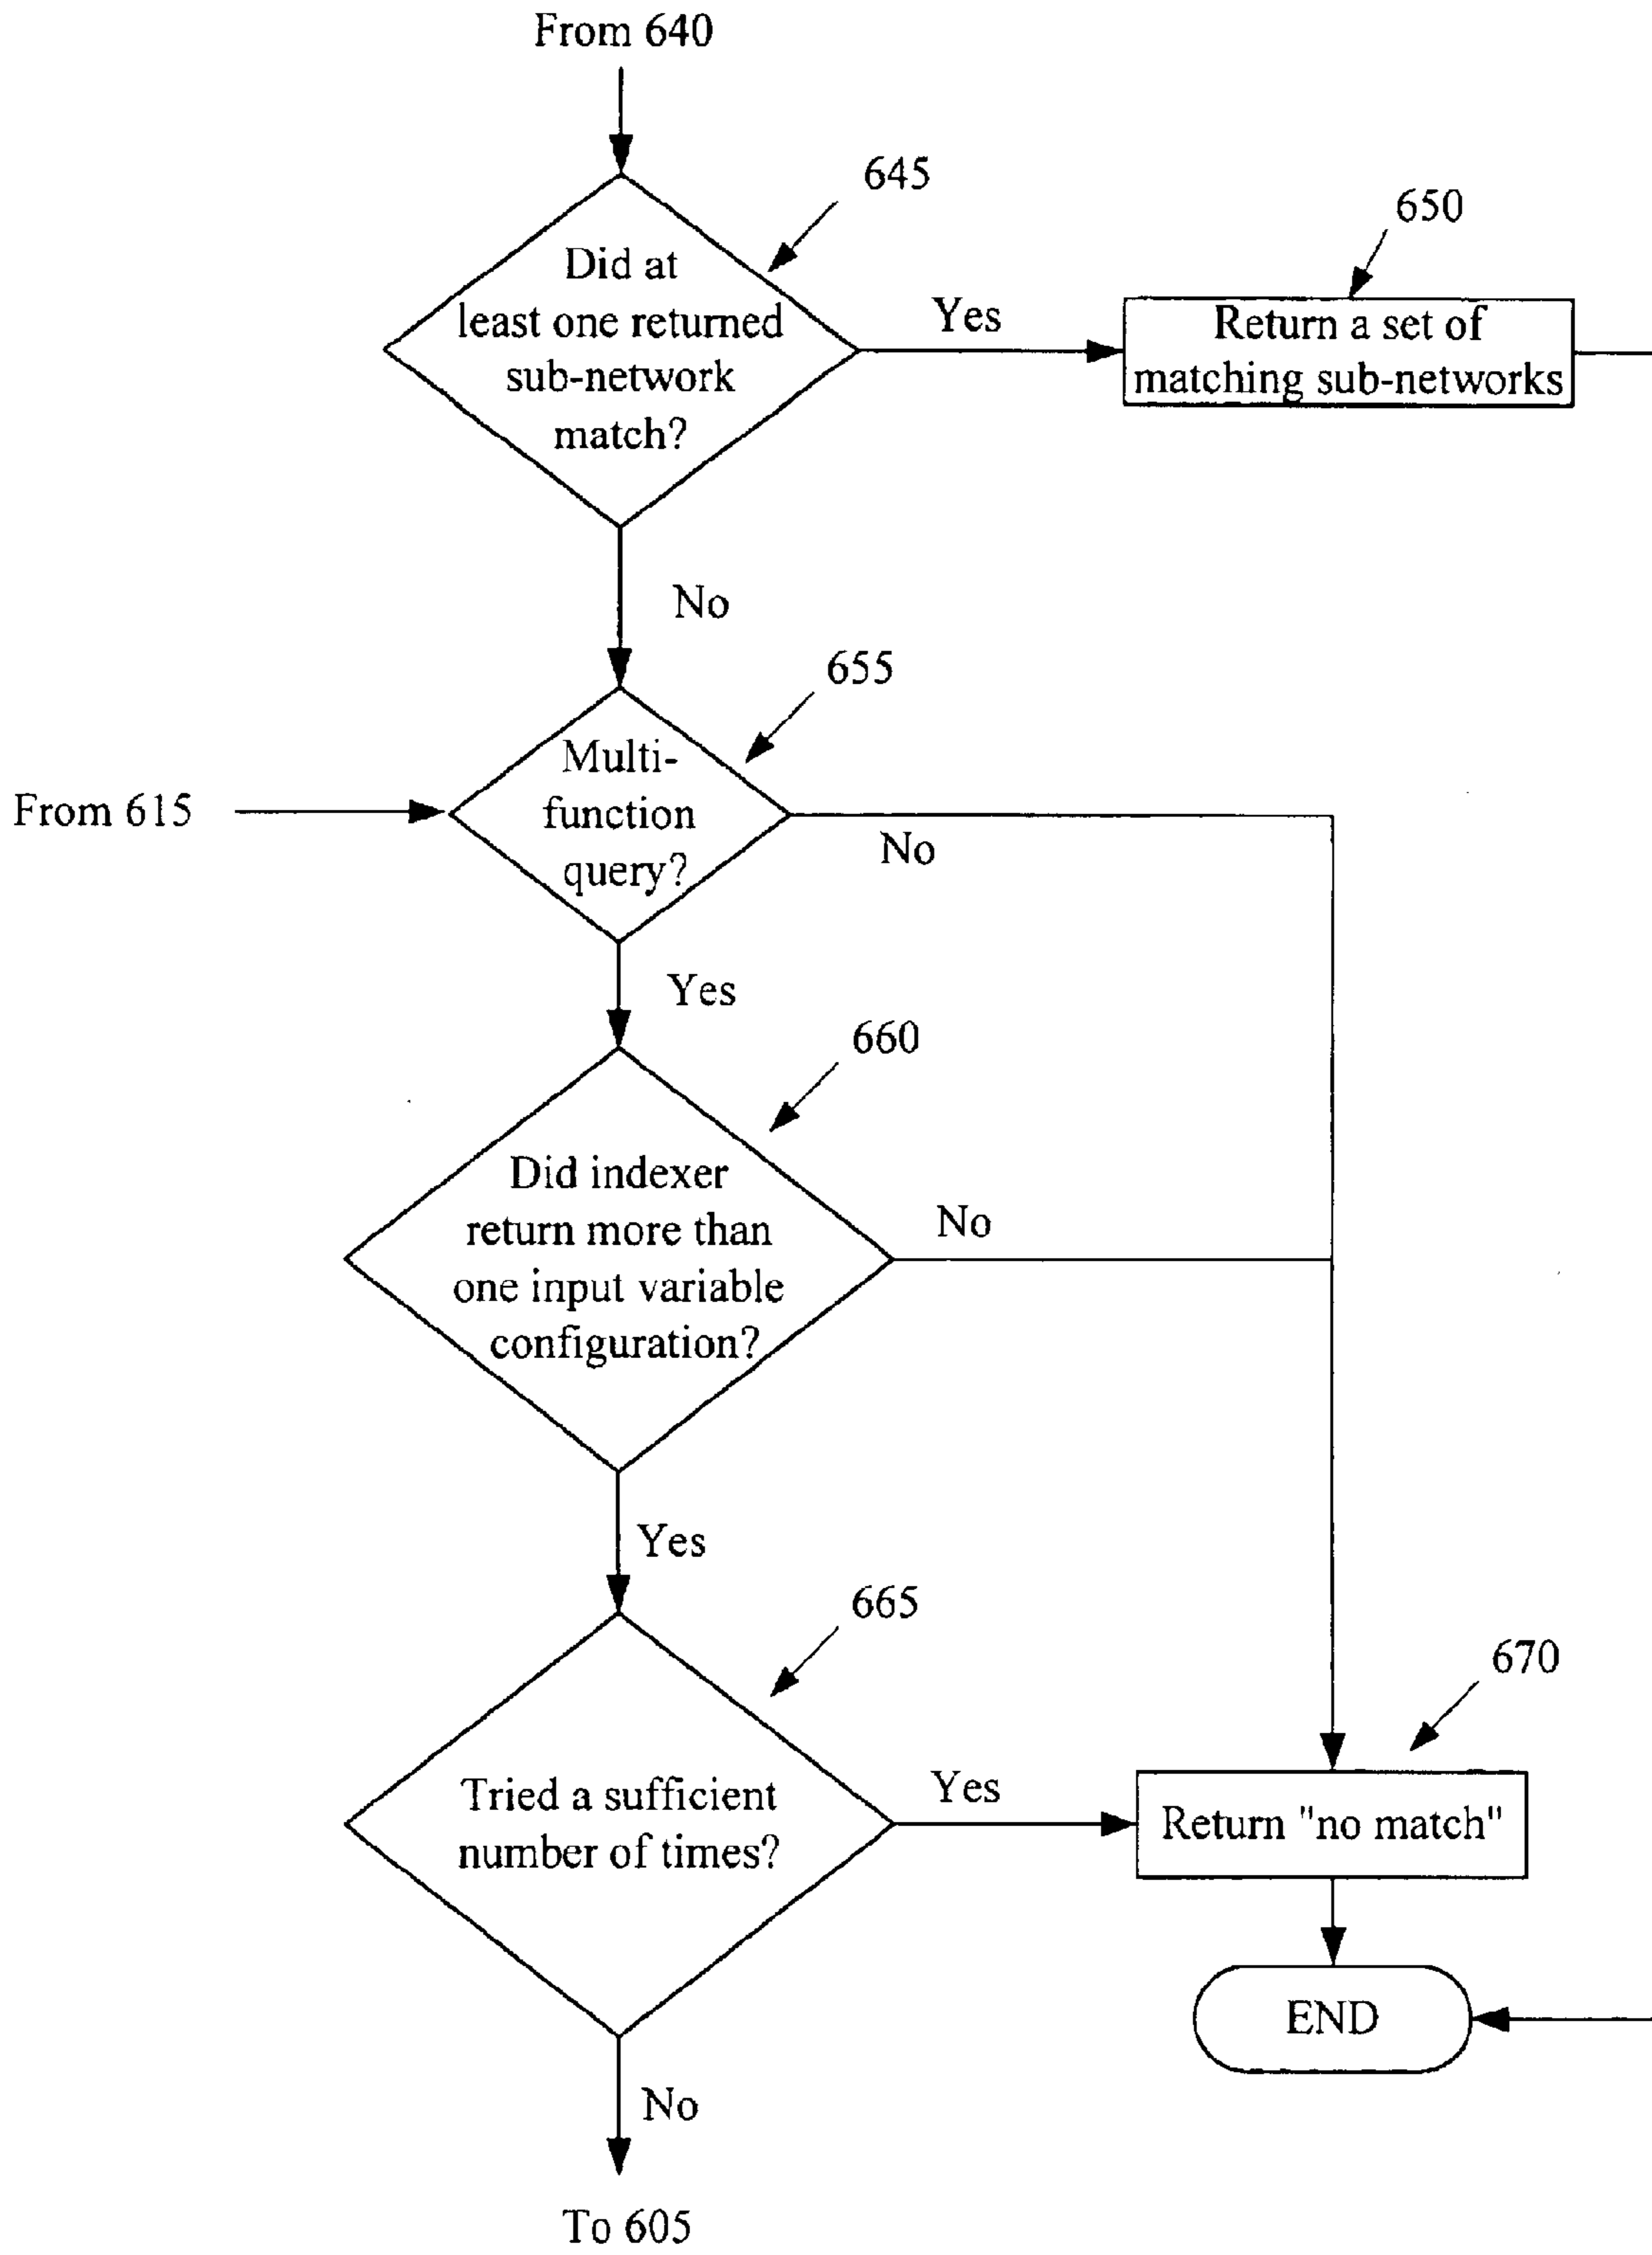 From 640
645
Did at
least one returned
sub-network
match?
Yes
650
Return a set of
matching sub-networks
No
655
From 615
Multi-
function
query?
No
Yes
660
Did indexer
return more than
one input variable
configuration?
No
Yes
665
Tried a sufficient
number of times?
Yes
670
Return "no match"
END
No
To 605